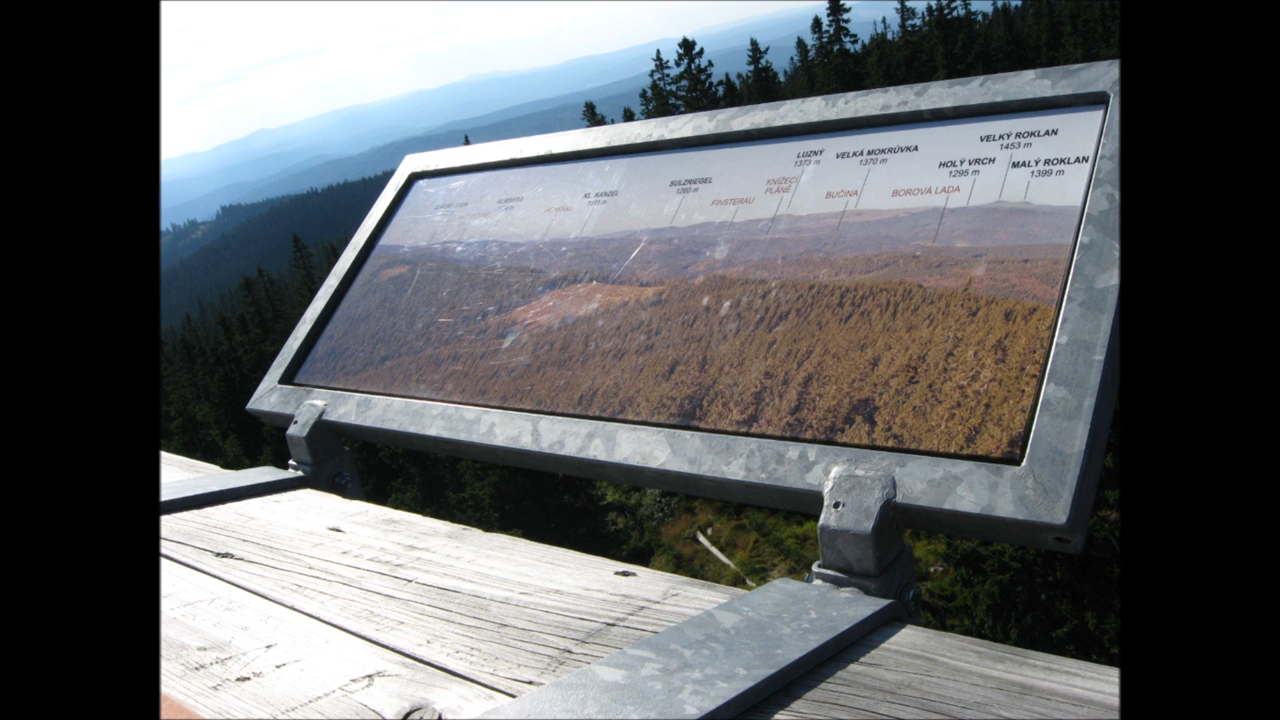 VELKÝ ROKLAN
1453 m
LUZNÝ
1373 m
VELKÁ MOKRŮVKA
1370 m
HOLÝ VRCH
1295 m
MALÝ ROKLAN
1399 m
SULZRIEGEL
KL. KANZEL
FINSTERAU
KNÍŽECÍ
PLÁNĚ
BUČINA
BOROVÁ LADA